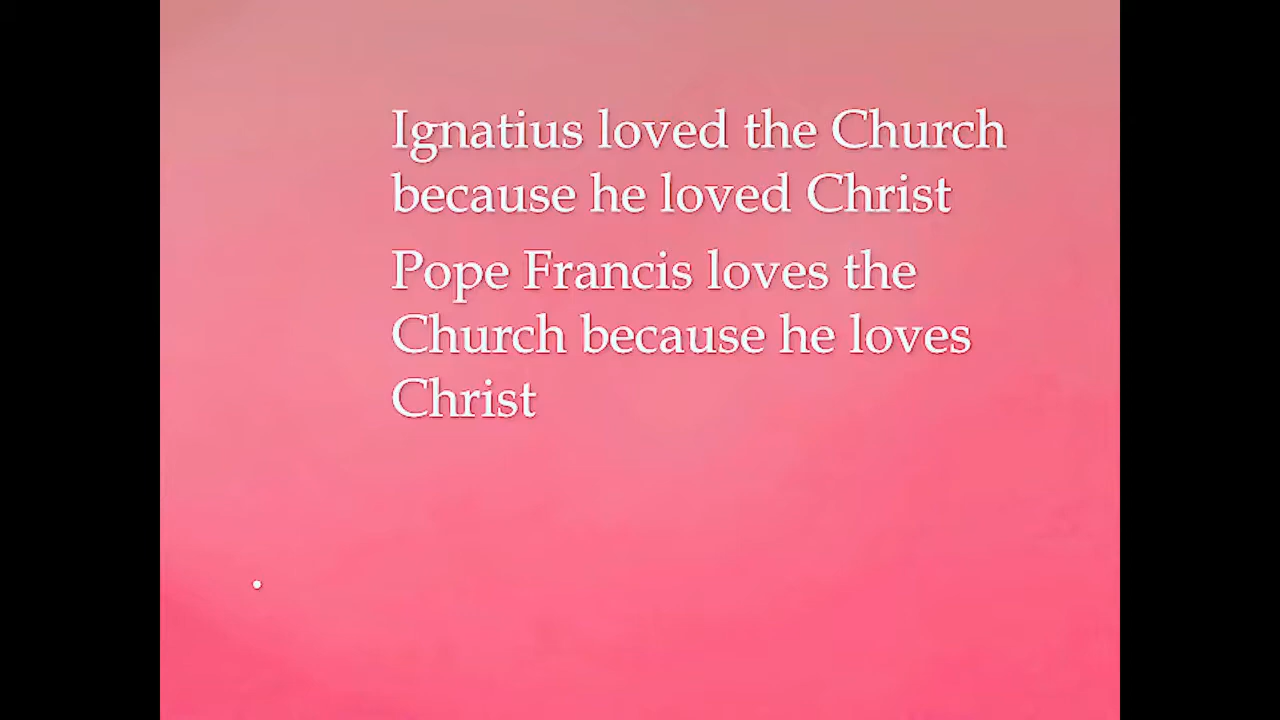 Ignatius loved the Church
because he loved Christ
Pope Francis loves the
Church because he loves
Christ